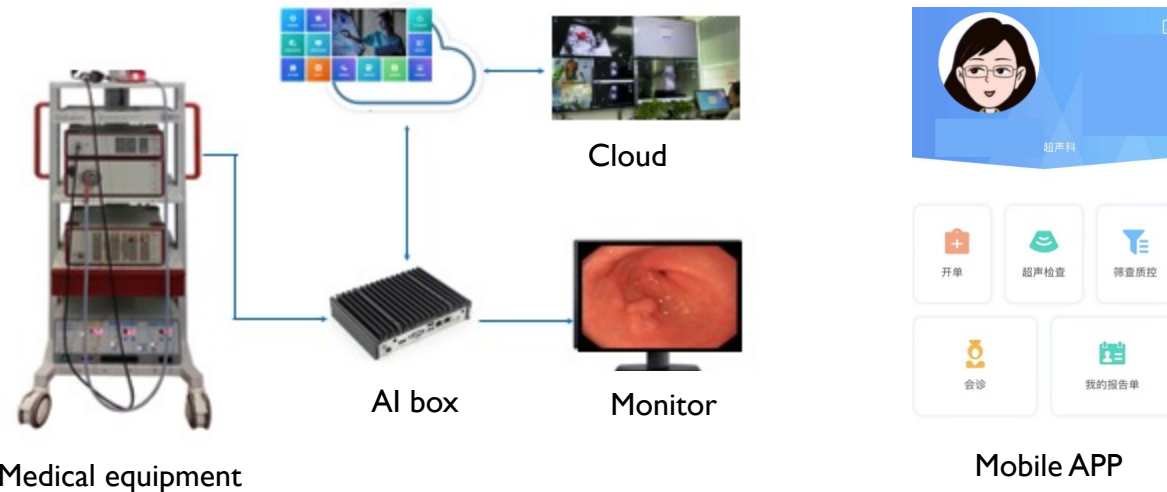 Cloud
AI box
Monitor
Medical equipment
超声科
开单
超声检查
筛查质控
会诊
我的报告单
Mobile APP